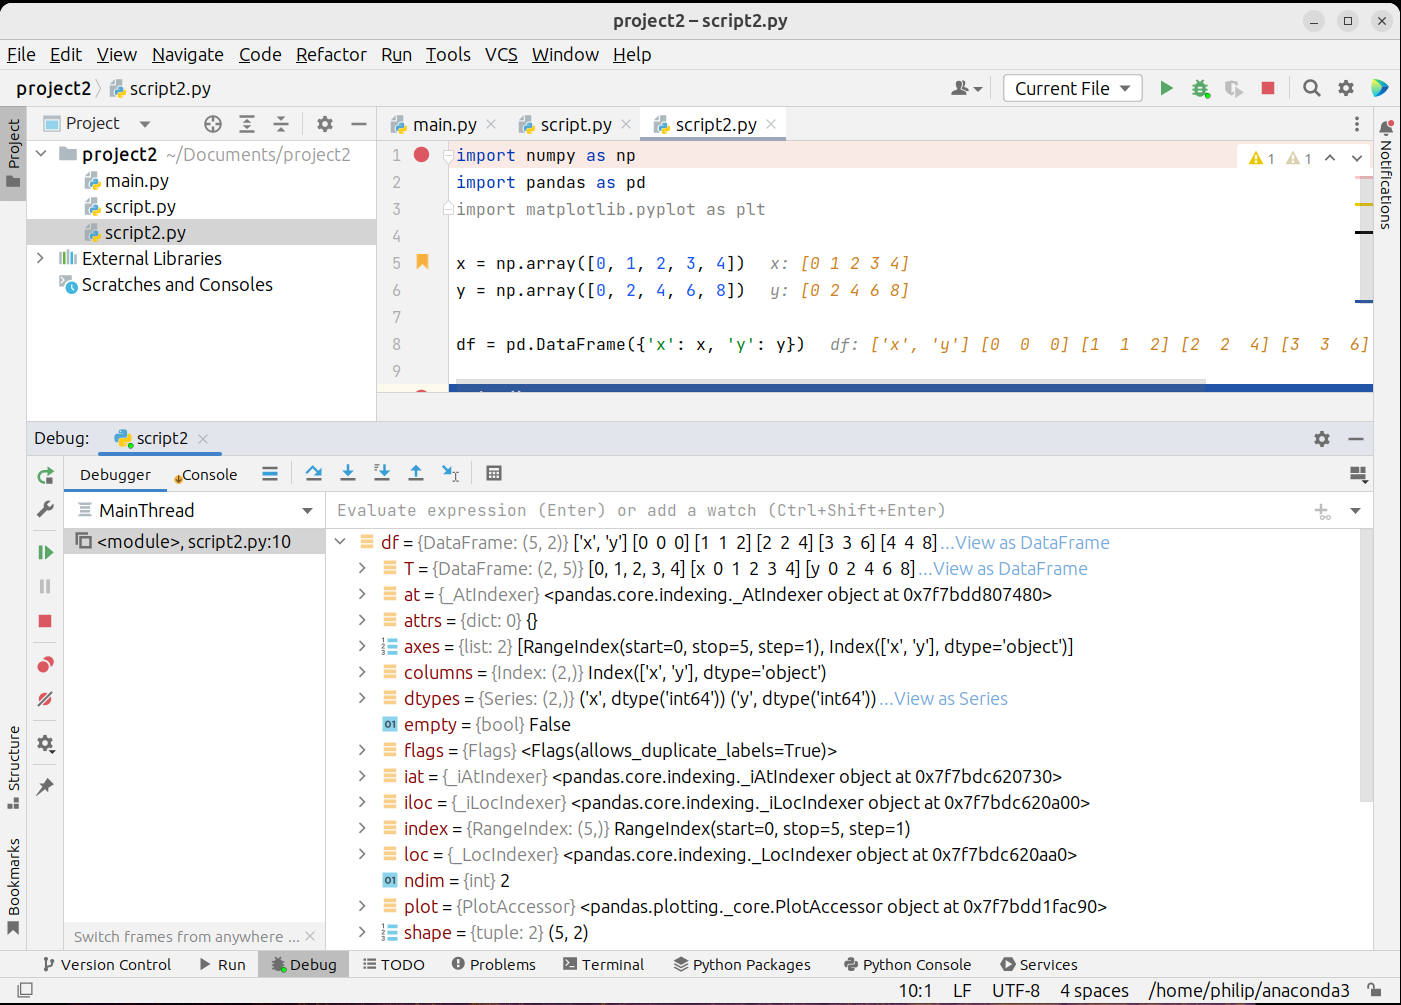 project2 – script2.py
File Edit View Navigate Code Refactor Run Tools VCS Window Help
project2 script2.py Current File
Project
Project
main.py script.py script2.py
Notifications
project2 ~/Documents/project2
main.py
script.py
script2.py
External Libraries
Scratches and Consoles
1 import numpy as np 1 1
2 import pandas as pd
3 import matplotlib.pyplot as plt
4
5 x = np.array([0, 1, 2, 3, 4]) x: [0 1 2 3 4]
6 y = np.array([0, 2, 4, 6, 8]) y: [0 2 4 6 8]
7
8 df = pd.DataFrame({'x': x, 'y': y}) df: ['x', 'y'] [0 0 0] [1 1 2] [2 2 4] [3 3 6]
9
Debug: script2
Debugger Console
MainThread
Evaluate expression (Enter) or add a watch (Ctrl+Shift+Enter)
<module>, script2.py:10
df = {DataFrame: (5, 2)} ['x', 'y'] [0 0 0] [1 1 2] [2 2 4] [3 3 6] [4 4 8] ...View as DataFrame
T = {DataFrame: (2, 5)} [0, 1, 2, 3, 4] [x 0 1 2 3 4] [y 0 2 4 6 8] ...View as DataFrame
at = {_AtIndexer} <pandas.core.indexing._AtIndexer object at 0x7f7bdd807480>
attrs = {dict: 0} {}
axes = {list: 2} [RangeIndex(start=0, stop=5, step=1), Index(['x', 'y'], dtype='object')]
columns = {Index: (2,)} Index(['x', 'y'], dtype='object')
dtypes = {Series: (2,)} ('x', dtype('int64')) ('y', dtype('int64')) ...View as Series
01 empty = {bool} False
flags = {Flags} <Flags(allows_duplicate_labels=True)>
iat = {_iAtIndexer} <pandas.core.indexing._iAtIndexer object at 0x7f7bdc620730>
iloc = {_iLocIndexer} <pandas.core.indexing._iLocIndexer object at 0x7f7bdc620a00>
index = {RangeIndex: (5,)} RangeIndex(start=0, stop=5, step=1)
loc = {_LocIndexer} <pandas.core.indexing._LocIndexer object at 0x7f7bdc620aa0>
01 ndim = {int} 2
plot = {PlotAccessor} <pandas.plotting._core.PlotAccessor object at 0x7f7bdd1fac90>
shape = {tuple: 2} (5, 2)
Structure
Bookmarks
Switch frames from anywhere ...
Version Control Run Debug TODO Problems Terminal Python Packages Python Console Services
10:1 LF UTF-8 4 spaces /home/philip/anaconda3